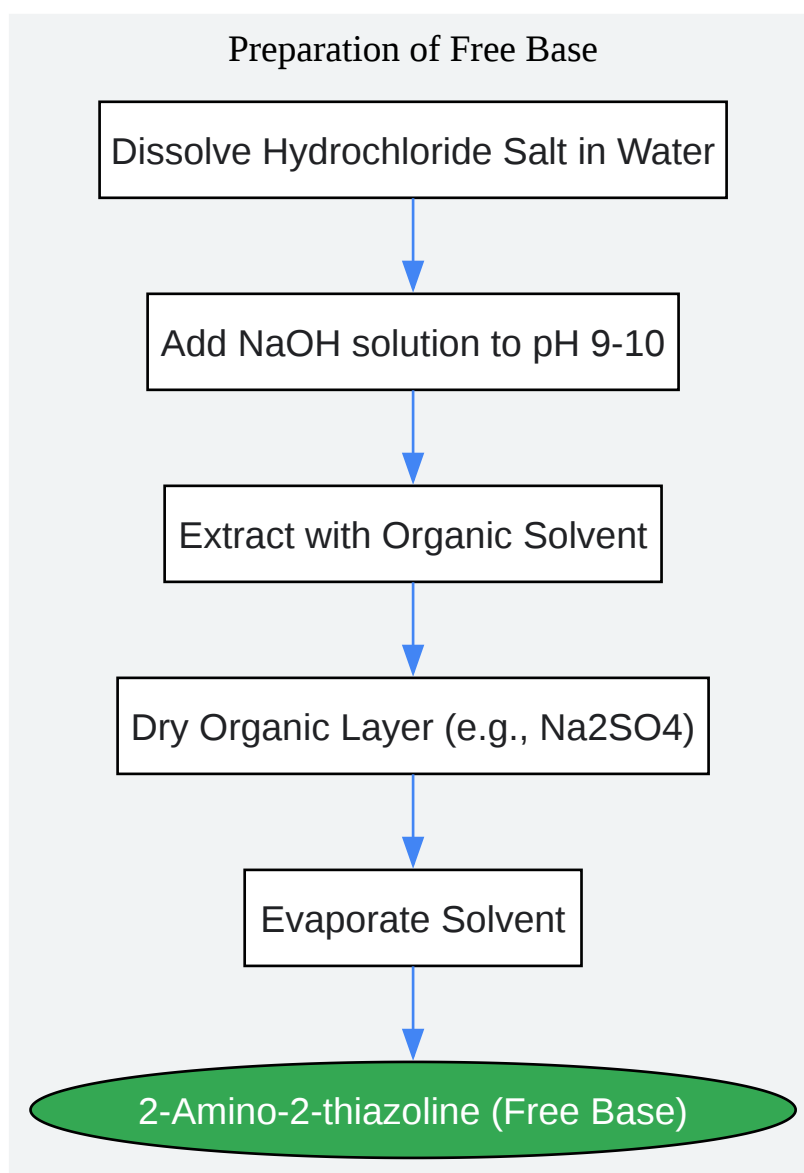 Preparation of Free Base
Dissolve Hydrochloride Salt in Water
Add NaOH solution to pH 9-10
Extract with Organic Solvent
Dry Organic Layer (e.g., Na2SO4)
Evaporate Solvent
2-Amino-2-thiazoline (Free Base)